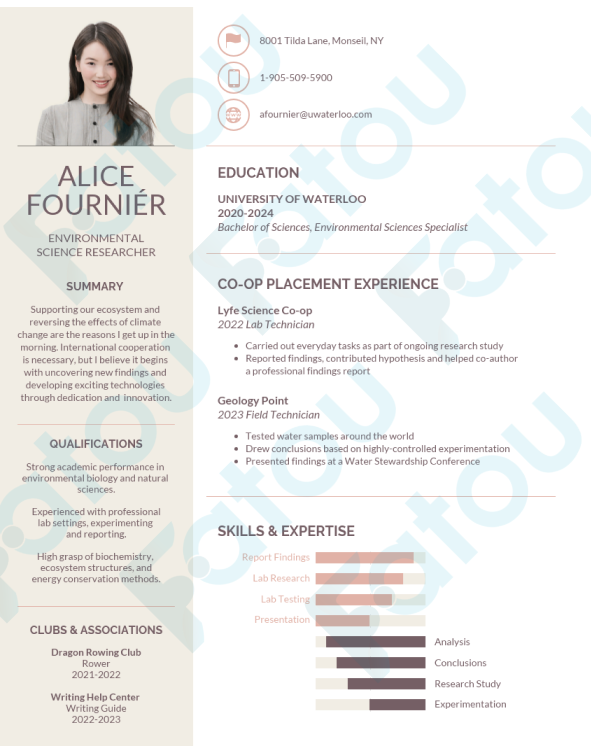 ALICE
FOURNIÉR
ENVIRONMENTAL
SCIENCE RESEARCHER
SUMMARY
Supporting our ecosystem and
reversing the effects of climate
change are the reasons I get up in the
morning. International cooperation
is necessary, but I believe it begins
with uncovering new findings and
developing exciting technologies
through dedication and innovation.
QUALIFICATIONS
Strong academic performance in
environmental biology and natural
sciences.
Experienced with professional
lab settings, experimenting
and reporting.
High grasp of biochemistry,
ecosystem structures, and
energy conservation methods.
CLUBS & ASSOCIATIONS
Dragon Rowing Club
Rower
2021-2022
Writing Help Center
Writing Guide
2022-2023
8001 Tilda Lane, Monseil, NY
1-905-509-5900
afournier@uwaterloo.com
EDUCATION
UNIVERSITY OF WATERLOO
2020-2024
Bachelor of Sciences, Environmental Sciences Specialist
CO-OP PLACEMENT EXPERIENCE
Lyfe Science Co-op
2022 Lab Technician
• Carried out everyday tasks as part of ongoing research study
• Reported findings, contributed hypothesis and helped co-author
a professional findings report
Geology Point
2023 Field Technician
• Tested water samples around the world
• Drew conclusions based on highly-controlled experimentation
• Presented findings at a Water Stewardship Conference
SKILLS & EXPERTISE
Report Findings
Lab Research
Lab Testing
Presentation
Analysis
Conclusions
Research Study
Experimentation
Fatou
Fatou
Fatou
Fatou
Fatou
Fatou